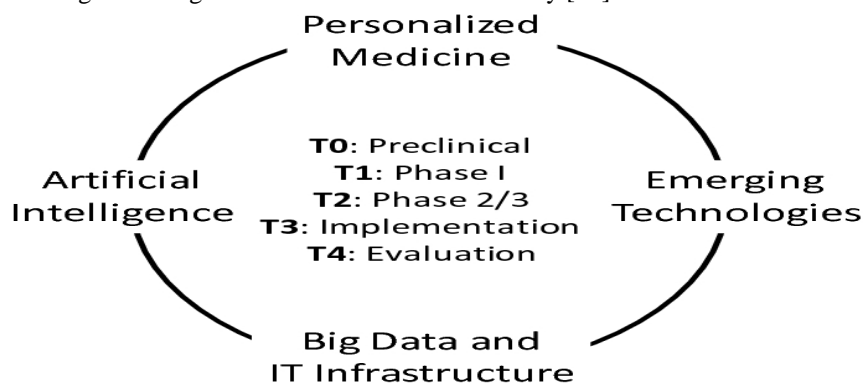 Personalized
Medicine
T0: Preclinical
T1: Phase I
Artificial
Intelligence
T2: Phase 2/3
T3: Implementation
T4: Evaluation
Emerging
Technologies
Big Data and
IT Infrastructure